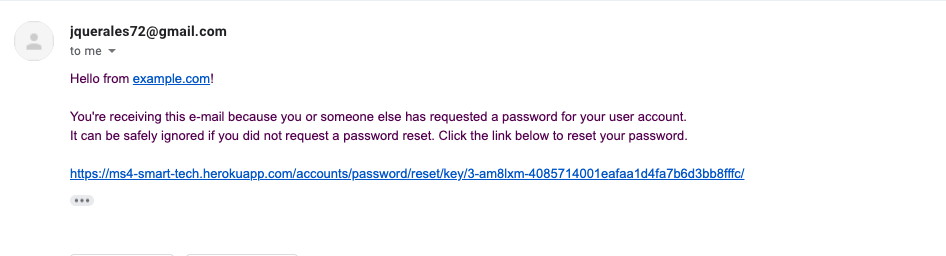 jquerales72@gmail.com
to me
Hello from example.com!
You're receiving this e-mail because you or someone else has requested a password for your user account.
It can be safely ignored if you did not request a password reset. Click the link below to reset your password.
https://ms4-smart-tech.herokuapp.com/accounts/password/reset/key/3-am8lxm-4085714001eafaa1d4fa7b6d3bb8fffc/